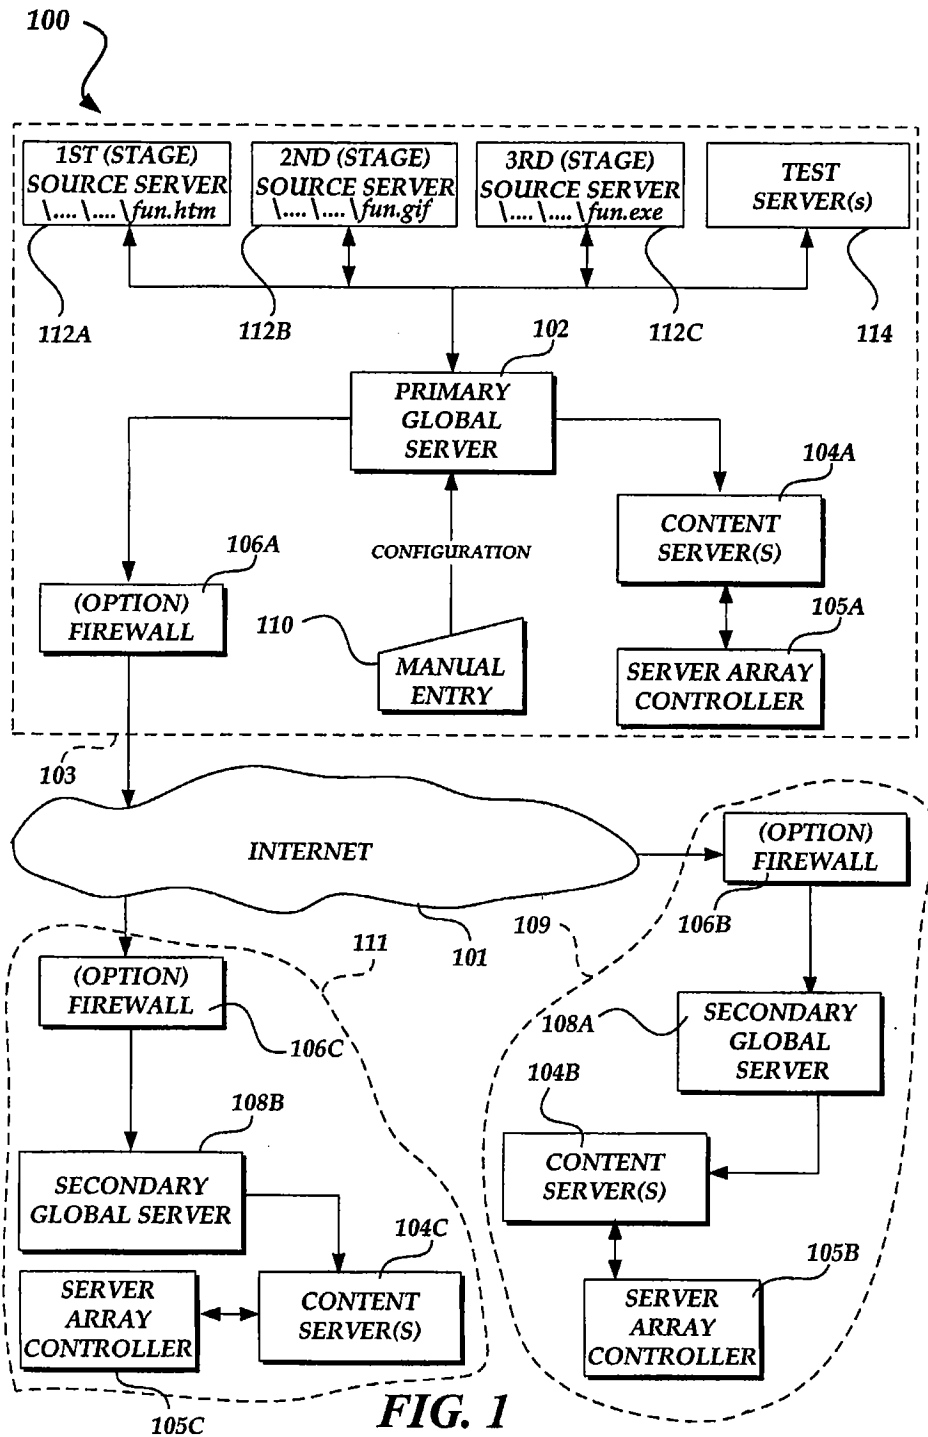 100
1ST (STAGE)
SOURCE SERVER
\....\....\fun.htm
2ND (STAGE)
SOURCE SERVER
\....\....\fun.gif
3RD (STAGE)
SOURCE SERVER
\....\....\fun.exe
TEST
SERVER(s)
112A
112B
112C
114
102
PRIMARY
GLOBAL
SERVER
104A
CONTENT
SERVER(S)
106A
(OPTION)
FIREWALL
CONFIGURATION
110
MANUAL
ENTRY
105A
SERVER ARRAY
CONTROLLER
103
INTERNET
101
(OPTION)
FIREWALL
106B
109
111
(OPTION)
FIREWALL
106C
108A
SECONDARY
GLOBAL
SERVER
104B
CONTENT
SERVER(S)
108B
SECONDARY
GLOBAL SERVER
104C
CONTENT
SERVER(S)
SERVER
ARRAY
CONTROLLER
105C
105B
SERVER
ARRAY
CONTROLLER
FIG. 1